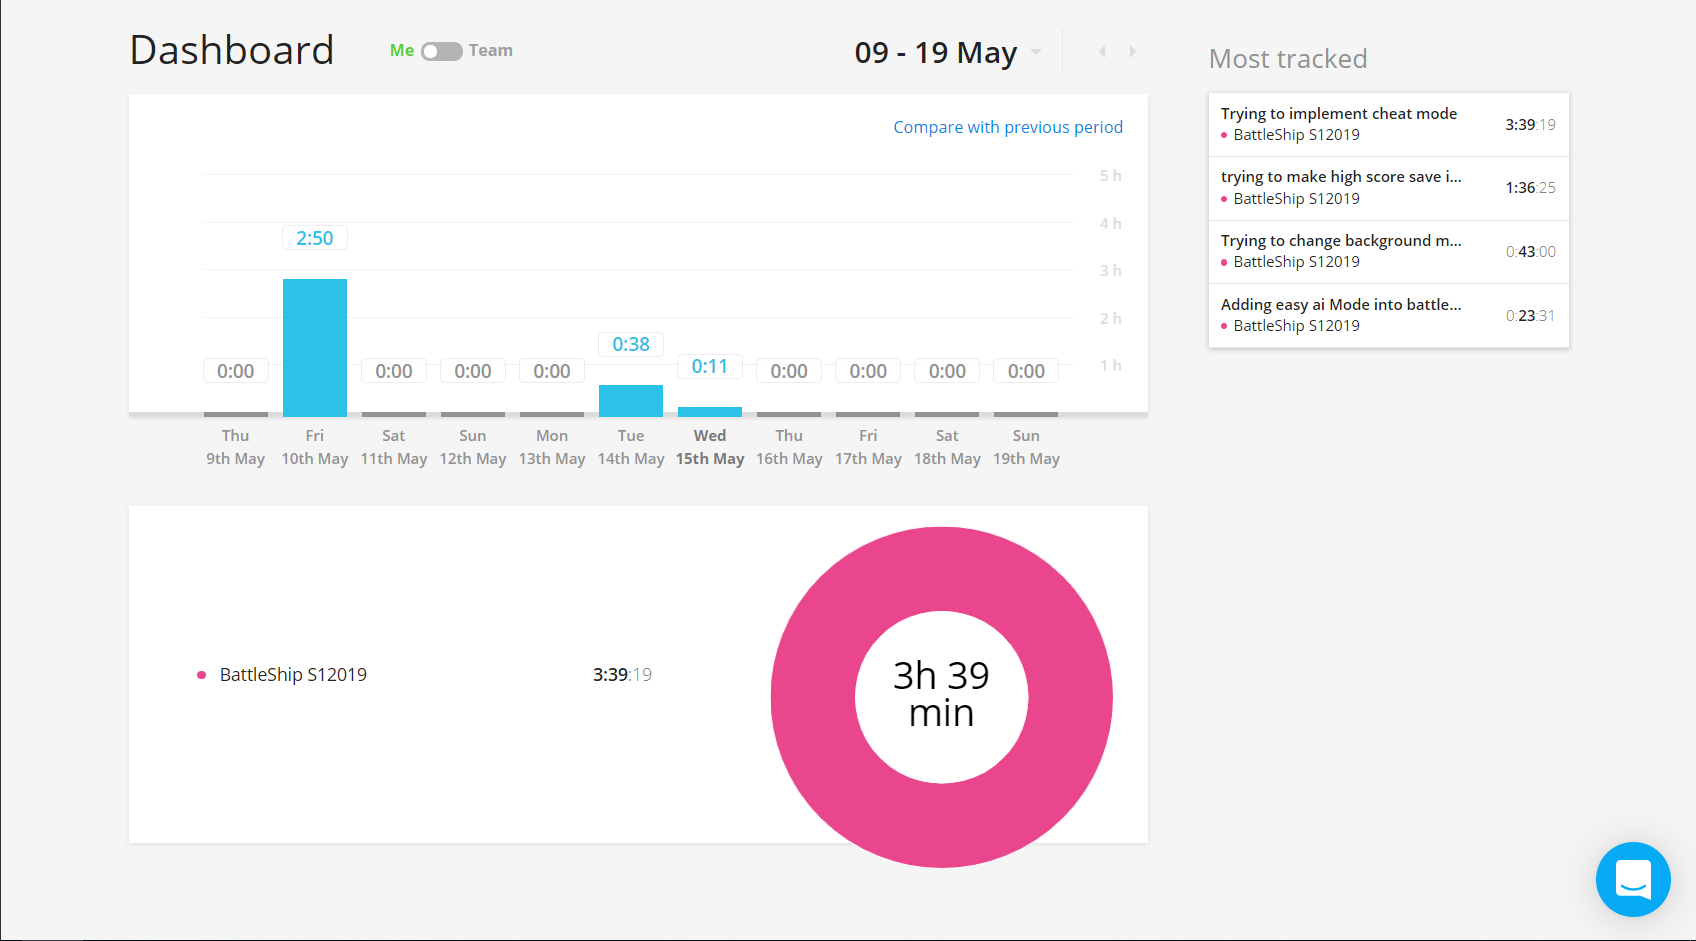 Dashboard
Me Team
09 - 19 May
Compare with previous period
5 h
4 h
3 h
2 h
1 h
0:00 2:50 0:00 0:00 0:00 0:38 0:11 0:00 0:00 0:00 0:00
Thu Fri Sat Sun Mon Tue Wed Thu Fri Sat Sun
9th May 10th May 11th May 12th May 13th May 14th May 15th May 16th May 17th May 18th May 19th May
BattleShip S12019 3:39:19
3h 39
min
Most tracked
Trying to implement cheat mode
BattleShip S12019
3:39:19
trying to make high score save i...
BattleShip S12019
1:36:25
Trying to change background m...
BattleShip S12019
0:43:00
Adding easy ai Mode into battle...
BattleShip S12019
0:23:31